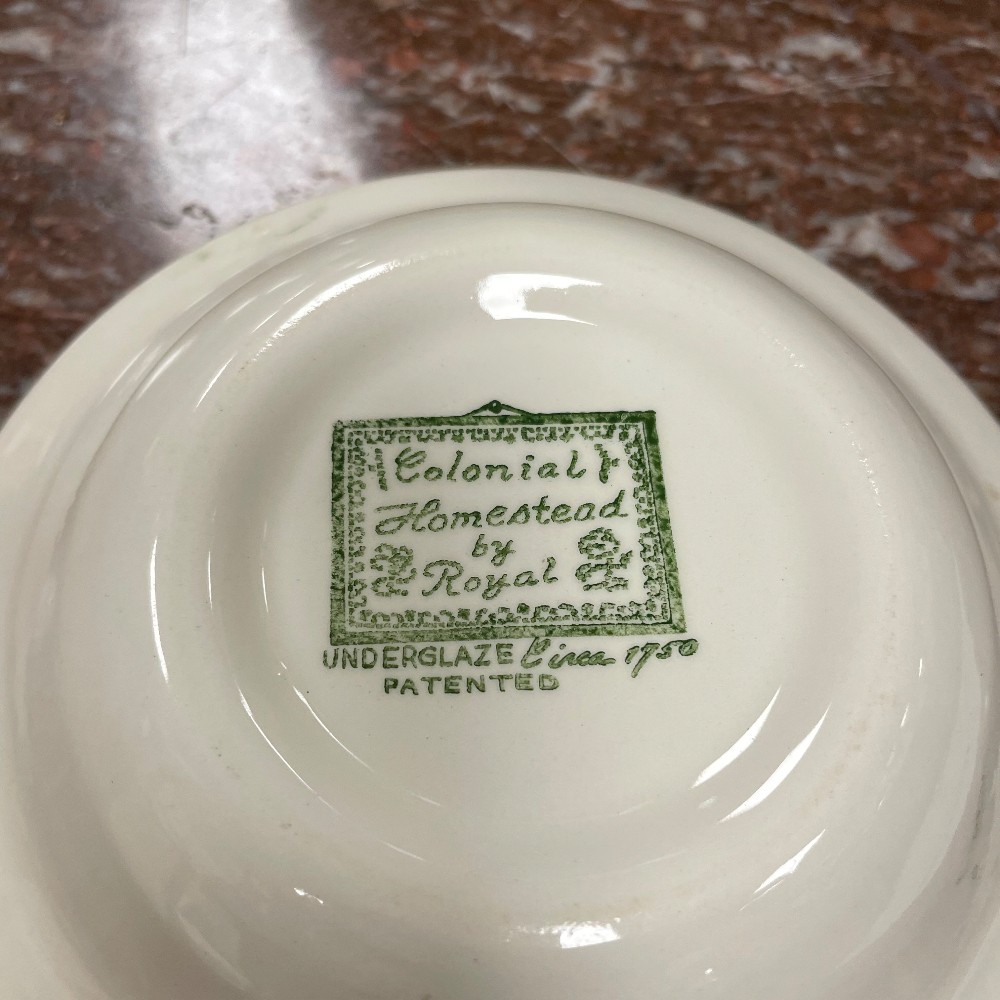 Colonial
Homestead
by
Royal
UNDERGLAZE Circa 1750
PATENTED